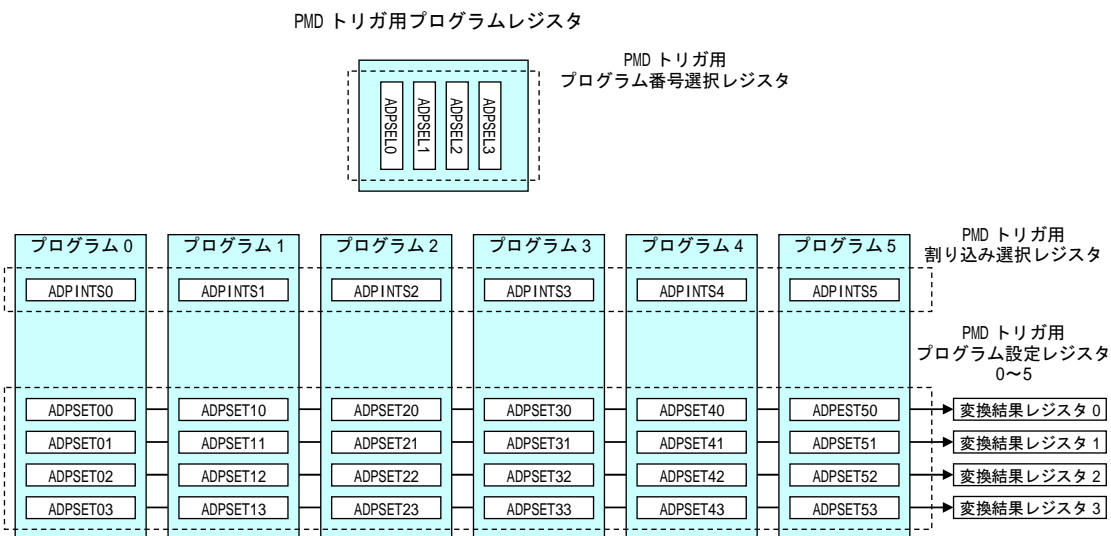 PMD トリガ用プログラムレジスタ
PMD トリガ用
プログラム番号選択レジスタ
ADPSEL0
ADPSEL1
ADPSEL2
ADPSEL3
プログラム 0
プログラム 1
プログラム 2
プログラム 3
プログラム 4
プログラム 5
PMD トリガ用
割り込み選択レジスタ
ADPINTS0
ADPINTS1
ADPINTS2
ADPINTS3
ADPINTS4
ADPINTS5
PMD トリガ用
プログラム設定レジスタ
0～5
ADPSET00
ADPSET10
ADPSET20
ADPSET30
ADPSET40
ADPEST50
変換結果レジスタ 0
ADPSET01
ADPSET11
ADPSET21
ADPSET31
ADPSET41
ADPSET51
変換結果レジスタ 1
ADPSET02
ADPSET12
ADPSET22
ADPSET32
ADPSET42
ADPSET52
変換結果レジスタ 2
ADPSET03
ADPSET13
ADPSET23
ADPSET33
ADPSET43
ADPSET53
変換結果レジスタ 3